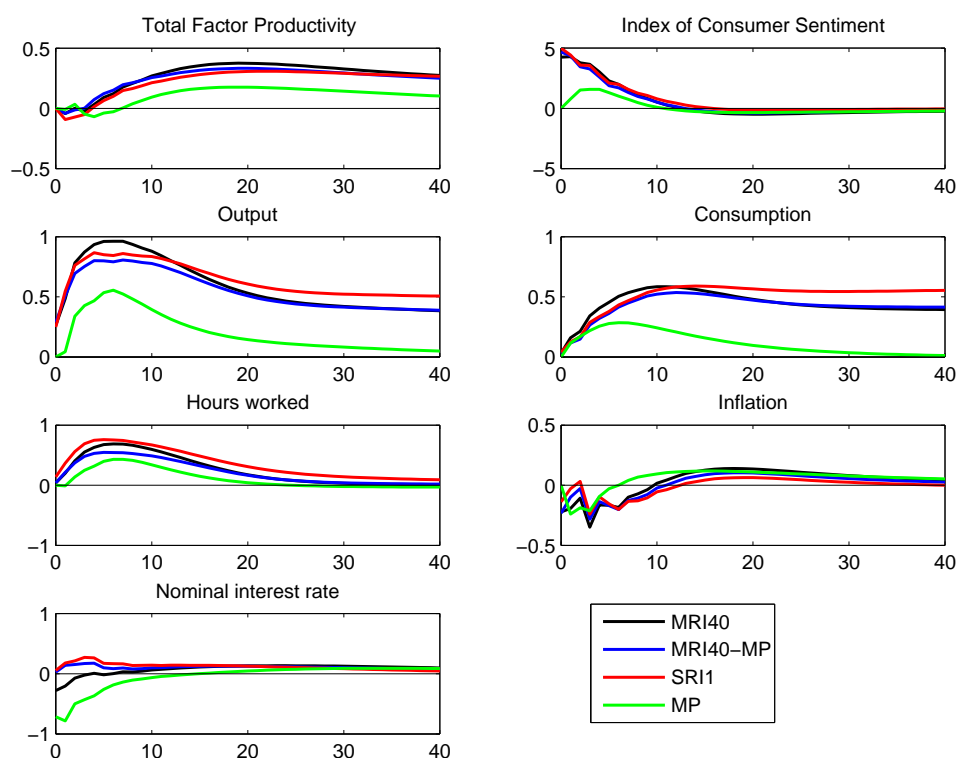 Total Factor Productivity
0.5
0
−0.5
0 10 20 30 40
Index of Consumer Sentiment
5
0
−5
0 10 20 30 40
Output
1
0.5
0
0 10 20 30 40
Consumption
1
0.5
0
0 10 20 30 40
Hours worked
1
0
−1
0 10 20 30 40
Inflation
0.5
0
−0.5
0 10 20 30 40
Nominal interest rate
1
0
−1
0 10 20 30 40
MRI40
MRI40−MP
SRI1
MP